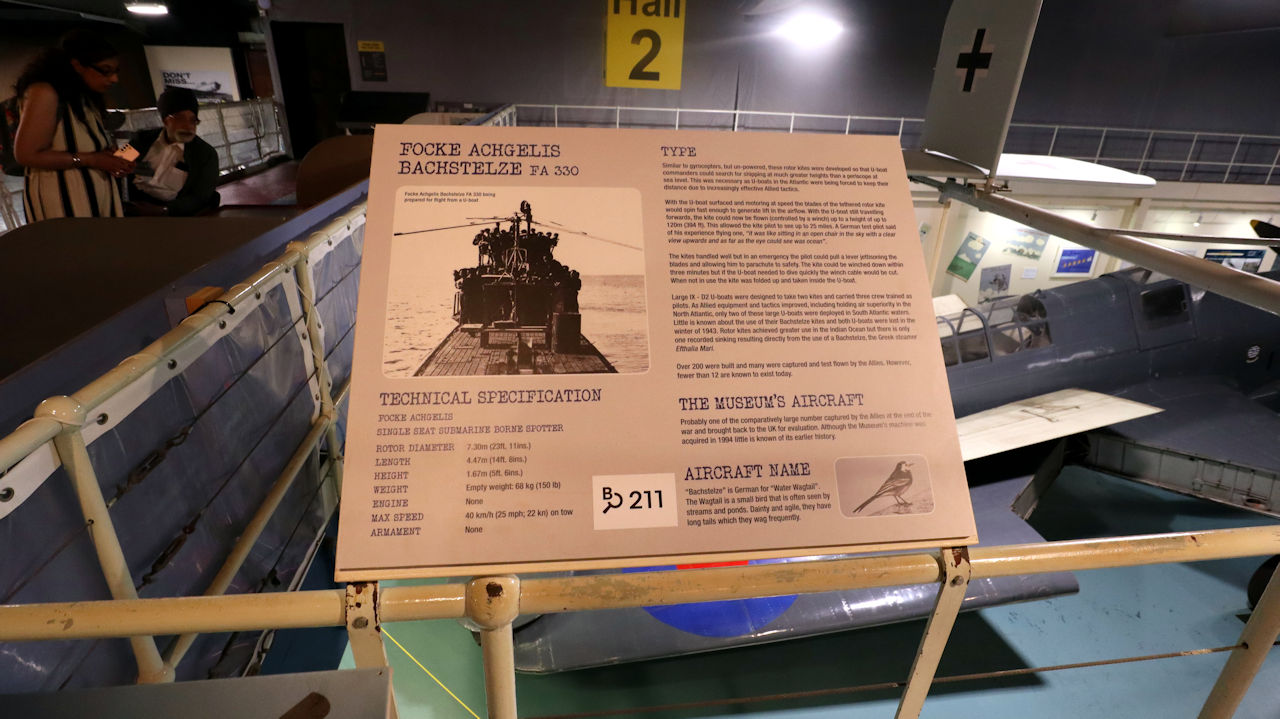 Hall
2
DON'T
MISS...
FOCKE ACHGELIS
BACHSTELZE FA 330
Focke Achgelis Bachstelze FA 330 being
prepared for flight from a U-boat
TECHNICAL SPECIFICATION
FOCKE ACHGELIS
SINGLE SEAT SUBMARINE BORNE SPOTTER
ROTOR DIAMETER 7.30m (23ft. 11ins.)
LENGTH 4.47m (14ft. 8ins.)
HEIGHT 1.67m (5ft. 6ins.)
WEIGHT Empty weight: 68 kg (150 lb)
ENGINE None
MAX SPEED 40 km/h (25 mph; 22 kn) on tow
ARMAMENT None
B 211
TYPE
Similar to gyrocopters, but un-powered, these rotor kites were developed so that U-boat
commanders could search for shipping at much greater heights than a periscope at
sea level. This was necessary as U-boats in the Atlantic were being forced to keep their
distance due to increasingly effective Allied tactics.
With the U-boat surfaced and motoring at speed the blades of the tethered rotor kite
would spin fast enough to generate lift in the airflow. With the U-boat still travelling
forwards, the kite could now be flown (controlled by a winch) up to a height of up to
120m (394 ft). This allowed the kite pilot to see up to 25 miles. A German test pilot said
of his experience flying one, "it was like sitting in an open chair in the sky with a clear
view upwards and as far as the eye could see was ocean".
The kites handled well but in an emergency the pilot could pull a lever jettisoning the
blades and allowing him to parachute to safety. The kite could be winched down within
three minutes but if the U-boat needed to dive quickly the winch cable would be cut.
When not in use the kite was folded up and taken inside the U-boat.
Large IX - D2 U-boats were designed to take two kites and carried three crew trained as
pilots. As Allied equipment and tactics improved, including holding air superiority in the
North Atlantic, only two of these large U-boats were deployed in South Atlantic waters.
Little is known about the use of their Bachstelze kites and both U-boats were lost in the
winter of 1943. Rotor kites achieved greater use in the Indian Ocean but there is only
one recorded sinking resulting directly from the use of a Bachstelze, the Greek steamer
Efthalia Mari.
Over 200 were built and many were captured and test flown by the Allies. However,
fewer than 12 are known to exist today.
THE MUSEUM'S AIRCRAFT
Probably one of the comparatively large number captured by the Allies at the end of the
war and brought back to the UK for evaluation. Although the Museum's machine was
acquired in 1994 little is known of its earlier history.
AIRCRAFT NAME
"Bachstelze" is German for "Water Wagtail".
The Wagtail is a small bird that is often seen by
streams and ponds. Dainty and agile, they have
long tails which they wag frequently.